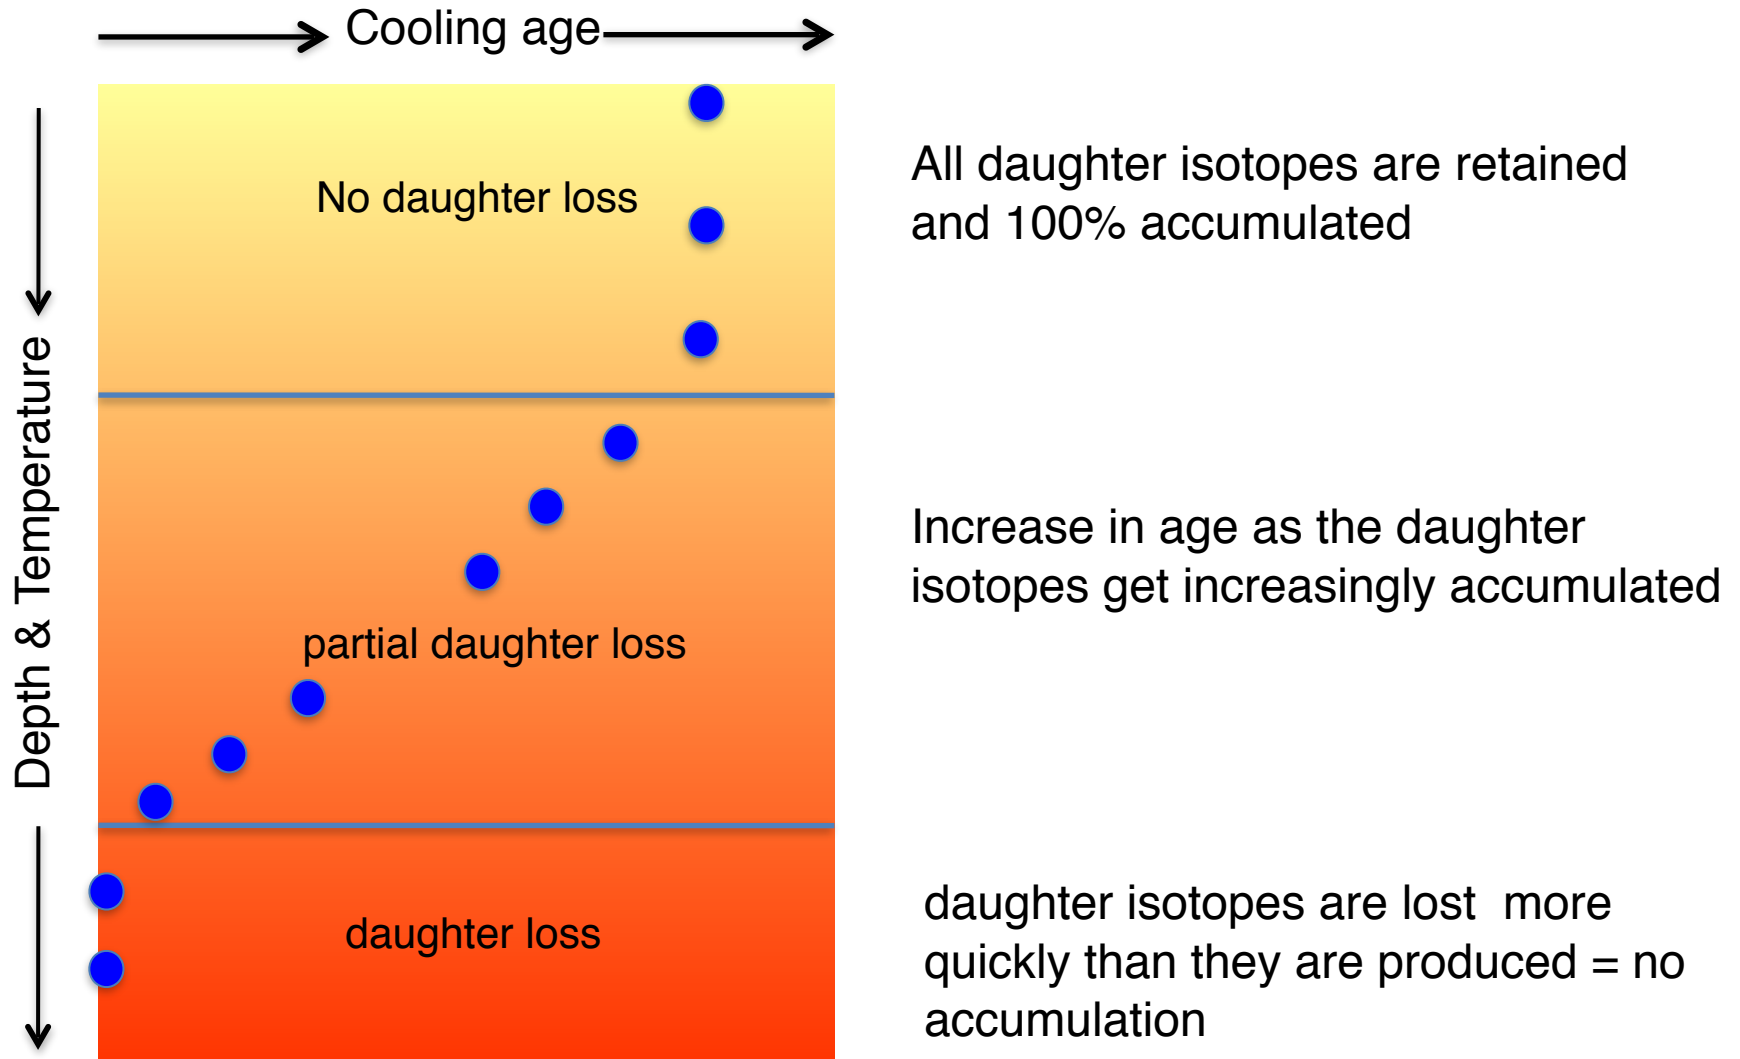 Cooling age
Depth & Temperature
No daughter loss
All daughter isotopes are retained
and 100% accumulated
partial daughter loss
Increase in age as the daughter
isotopes get increasingly accumulated
daughter loss
daughter isotopes are lost  more
quickly than they are produced = no
accumulation